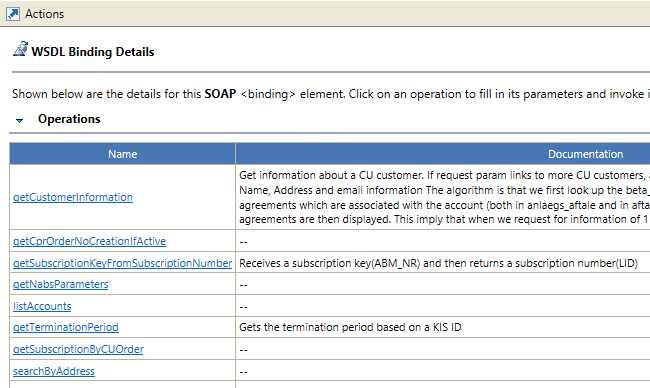 Actions
WSDL Binding Details
Shown below are the details for this SOAP <binding> element. Click on an operation to fill in its parameters and invoke i
Operations
Name Documentation
getCustomerInformation
Get information about a CU customer. If request param links to more CU customers,
Name, Address and email information The algorithm is that we first look up the beta_
agreements which are associated with the account (both in anlaegs_aftale and in afta
agreements are then displayed. This imply that when we request for information of 1
getCprOrderNoCreationIfActive --
getSubscriptionKeyFromSubscriptionNumber Receives a subscription key(ABM_NR) and then returns a subscription number(LID)
getNabsParameters --
listAccounts --
getTerminationPeriod Gets the termination period based on a KIS ID
getSubscriptionByCUOrder --
searchByAddress --